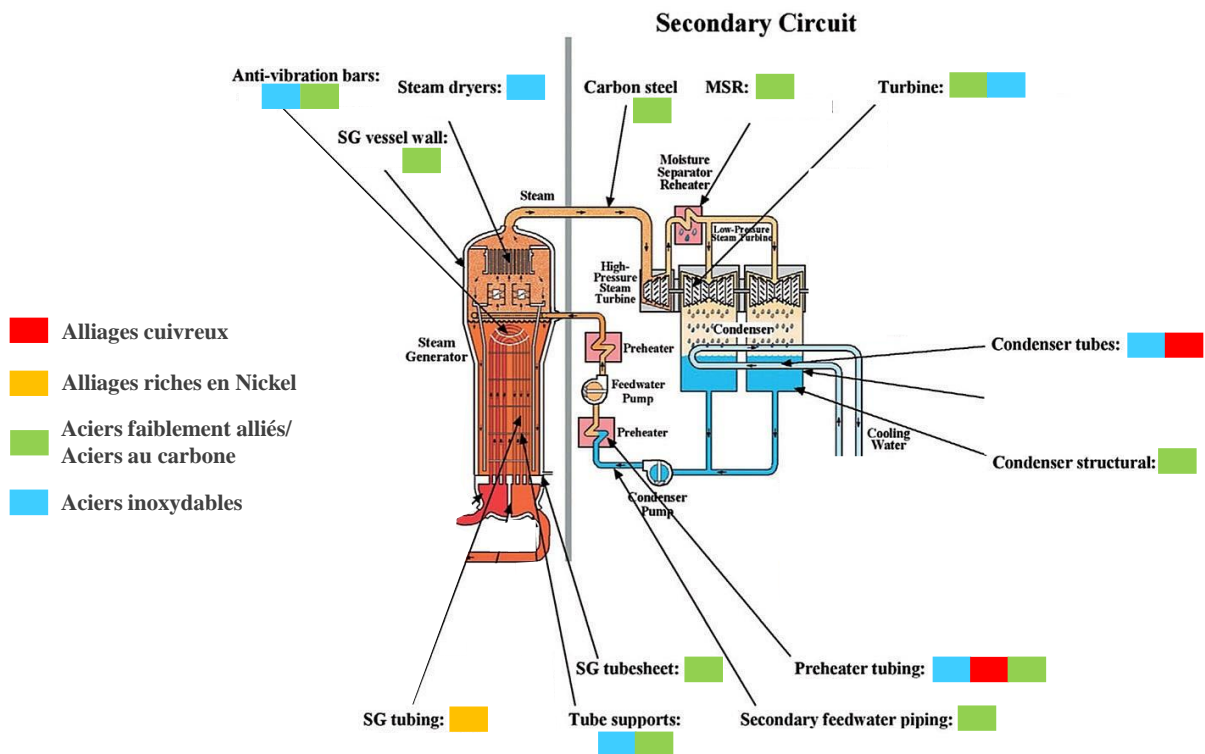 Secondary Circuit
Anti-vibration bars:
Steam dryers:
Carbon steel
MSR:
Turbine:
SG vessel wall:
Moisture
Separator
Reheater
Steam
Low-Pressure
Steam Turbine
High-
Pressure
Steam
Turbine
Alliages cuivreux
Steam
Generator
Preheater
Condenser
Condenser tubes:
Alliages riches en Nickel
Feedwater
Pump
Aciers faiblement alliés/
Aciers au carbone
Preheater
Cooling
Water
Condenser structural:
Aciers inoxydables
Condenser
Pump
SG tubesheet:
Preheater tubing:
SG tubing:
Tube supports:
Secondary feedwater piping: